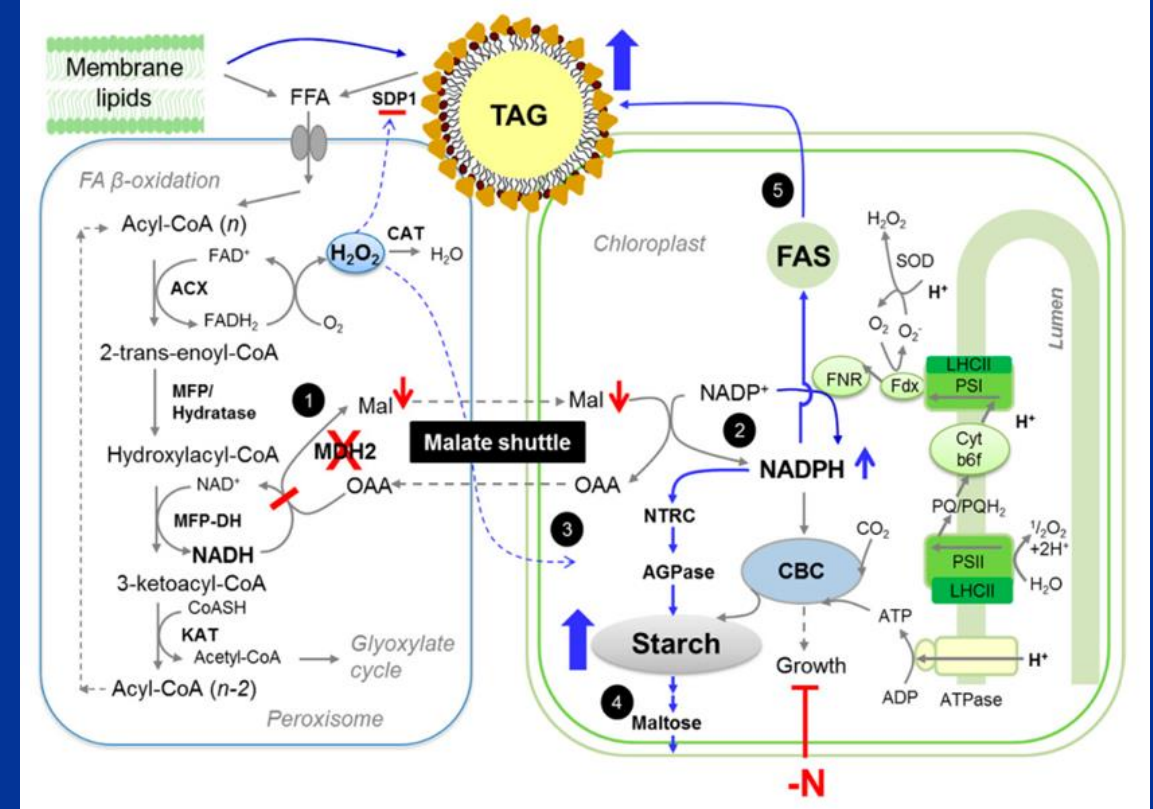 Membrane
lipids
FFA
SDP1
TAG
FA β-oxidation
Acyl-CoA (n)
FAD⁺
ACX
FADH₂
H₂O₂
CAT
H₂O
O₂
2-trans-enoyl-CoA
MFP/
Hydratase
Hydroxylacyl-CoA
NAD⁺
MFP-DH
NADH
3-ketoacyl-CoA
CoASH
KAT
Acetyl-CoA
Glyoxylate
cycle
Acyl-CoA (n-2)
Peroxisome
1
Mal
MDH2
OAA
Malate shuttle
3
Chloroplast
Mal
OAA
NADP⁺
2
NADPH
5
FAS
NTRC
AGPase
Starch
4
Maltose
CBC
CO₂
Growth
-N
ATP
ADP
ATPase
H⁺
H₂O₂
SOD
H⁺
O₂
O₂⁻
FNR
Fdx
LHCII
PSI
H⁺
Cyt
b6f
PQ/PQH₂
PSII
LHCII
¹/₂O₂
+2H⁺
H₂O
Lumen